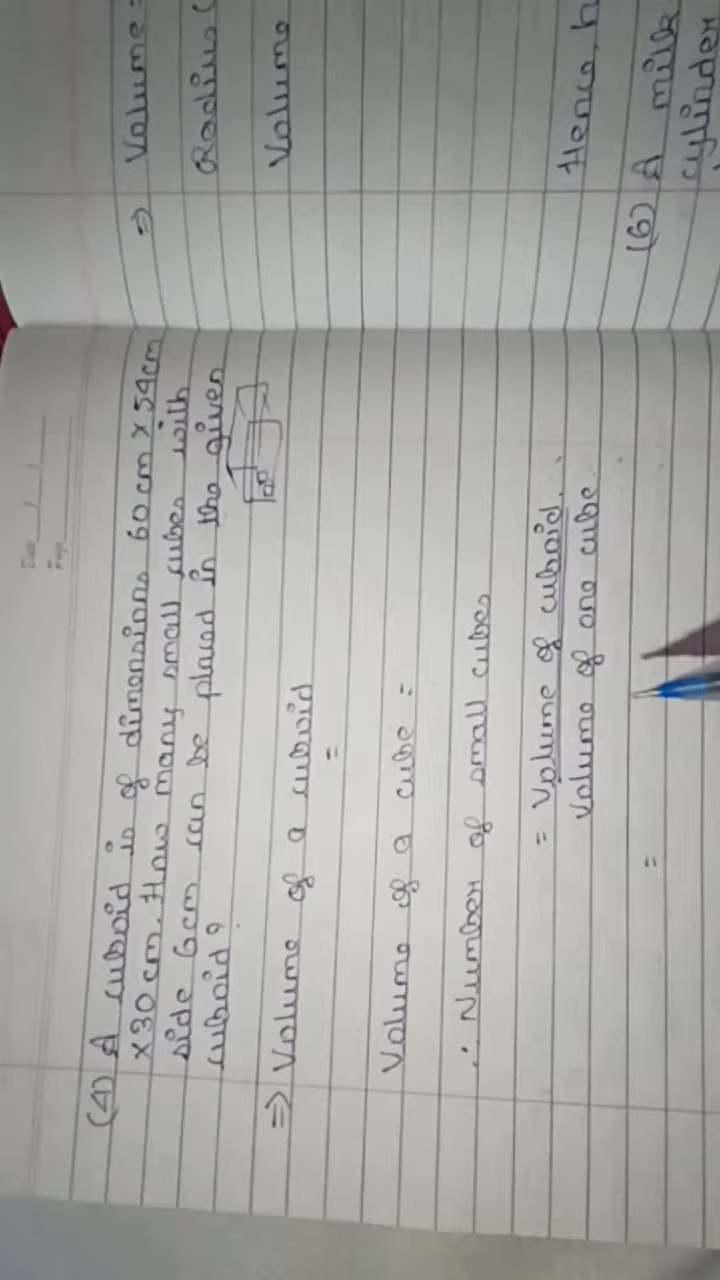 (4) A cuboid is of dimensions 60 cm × 54 cm
× 30 cm. How many small cubes with
side 6 cm can be placed in the given
cuboid?
⇒ Volume of a cuboid
=
Volume of a cube =
∴ Number of small cubes
= Volume of cuboid.
Volume of one cube.
=
⇒ Volume =
Radius (
Volume
Hence, h
(6) A milk
cylinder